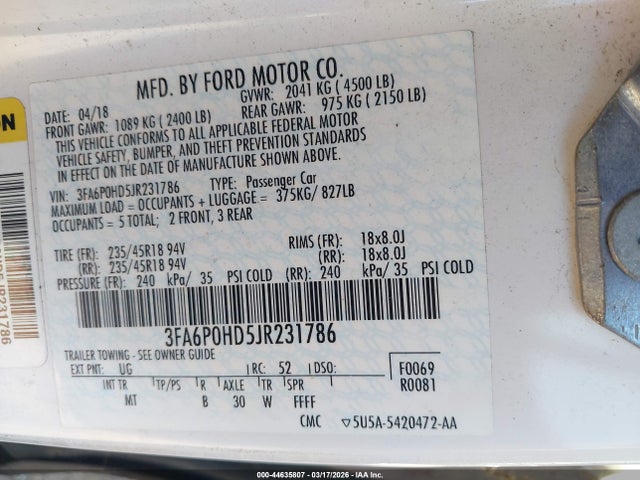 MFD. BY FORD MOTOR CO.
DATE: 04/18 GVWR: 2041 KG ( 4500 LB)
FRONT GAWR: 1089 KG ( 2400 LB) REAR GAWR: 975 KG ( 2150 LB)
THIS VEHICLE CONFORMS TO ALL APPLICABLE FEDERAL MOTOR
VEHICLE SAFETY, BUMPER, AND THEFT PREVENTION STANDARDS
IN EFFECT ON THE DATE OF MANUFACTURE SHOWN ABOVE.
VIN: 3FA6P0HD5JR231786 TYPE: Passenger Car
MAXIMUM LOAD = OCCUPANTS + LUGGAGE = 375KG/ 827LB
OCCUPANTS = 5 TOTAL; 2 FRONT, 3 REAR
TIRE (FR): 235/45R18 94V RIMS (FR): 18x8.0J
(RR): 235/45R18 94V (RR): 18x8.0J
PRESSURE (FR): 240 kPa/ 35 PSI COLD (RR): 240 kPa/ 35 PSI COLD
3FA6P0HD5JR231786
TRAILER TOWING - SEE OWNER GUIDE
EXT PNT: UG RC: 52 DSO: F0069
INT TR TP/PS R AXLE TR SPR R0081
MT B 30 W FFFF
CMC ▽5U5A-5420472-AA
ON
JR231786
000-44635807 | 03/17/2026 | IAA Inc.